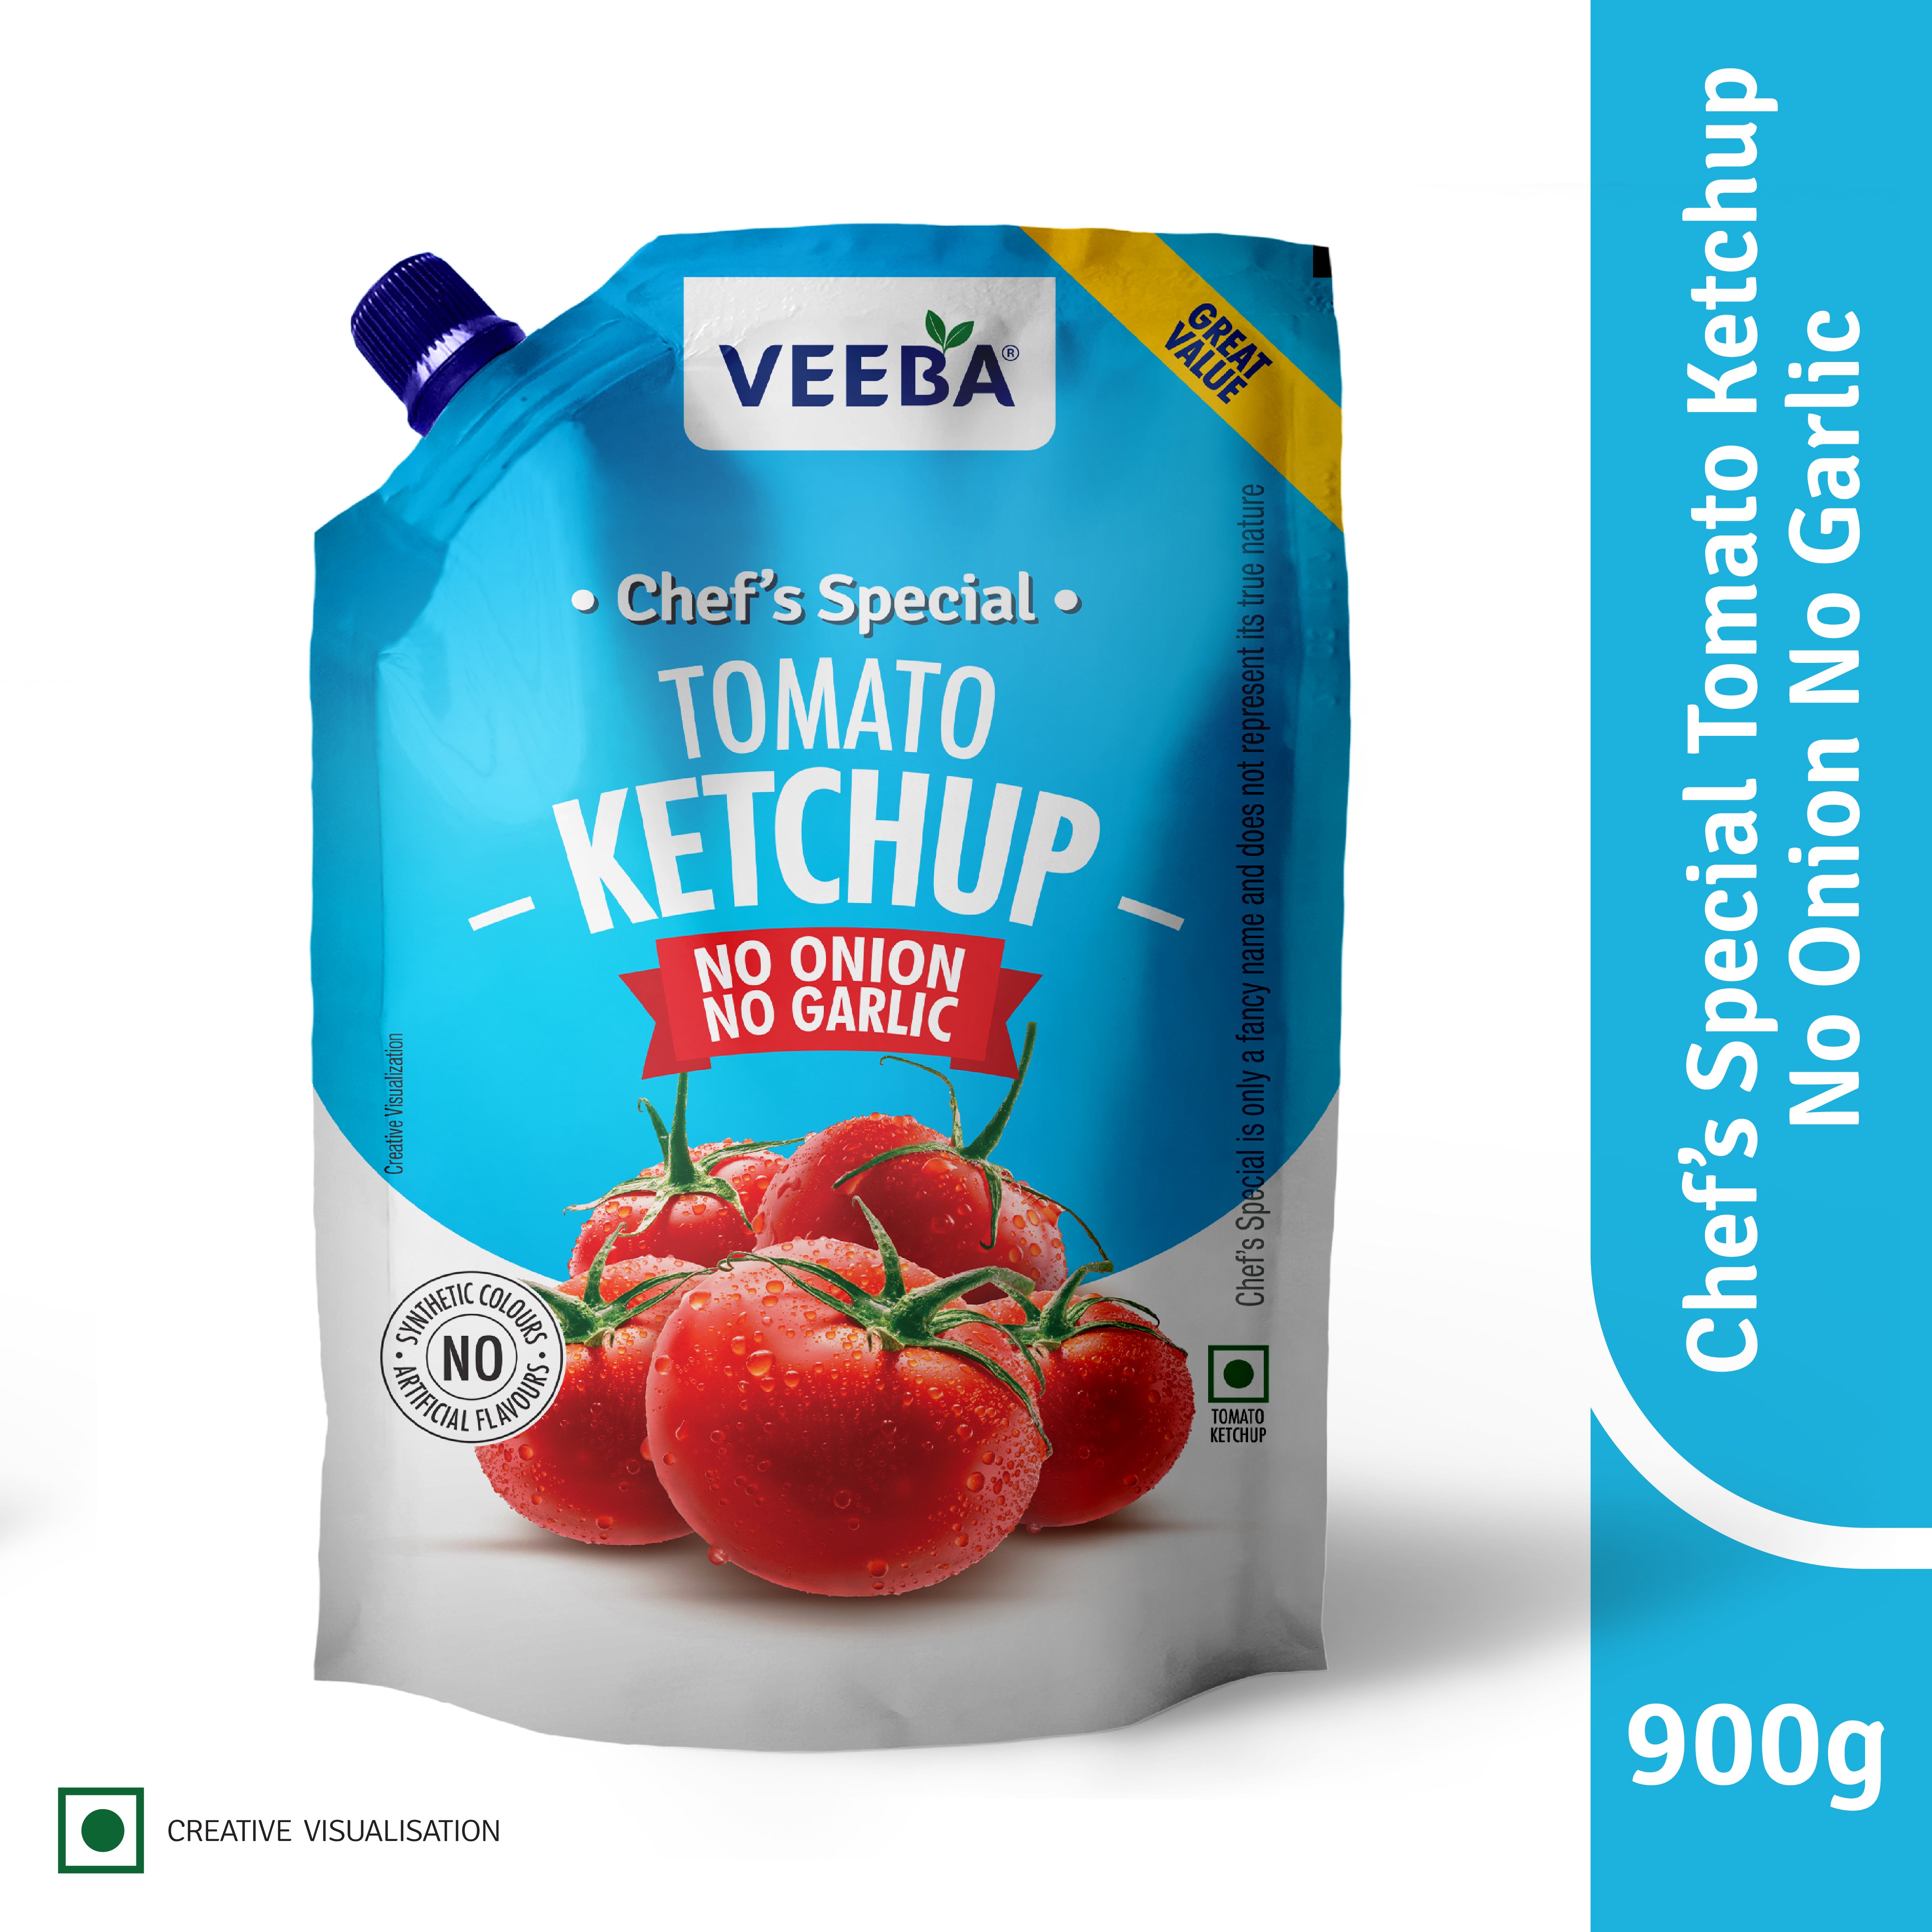 VEEBA®
GREAT
VALUE
• Chef's Special •
TOMATO
KETCHUP
NO ONION
NO GARLIC
Creative Visualization
Chef's Special is only a fancy name and does not represent its true nature
• SYNTHETIC COLOURS •
NO
ARTIFICIAL FLAVOURS
TOMATO
KETCHUP
CREATIVE VISUALISATION
Chef's Special Tomato Ketchup
No Onion No Garlic
900g